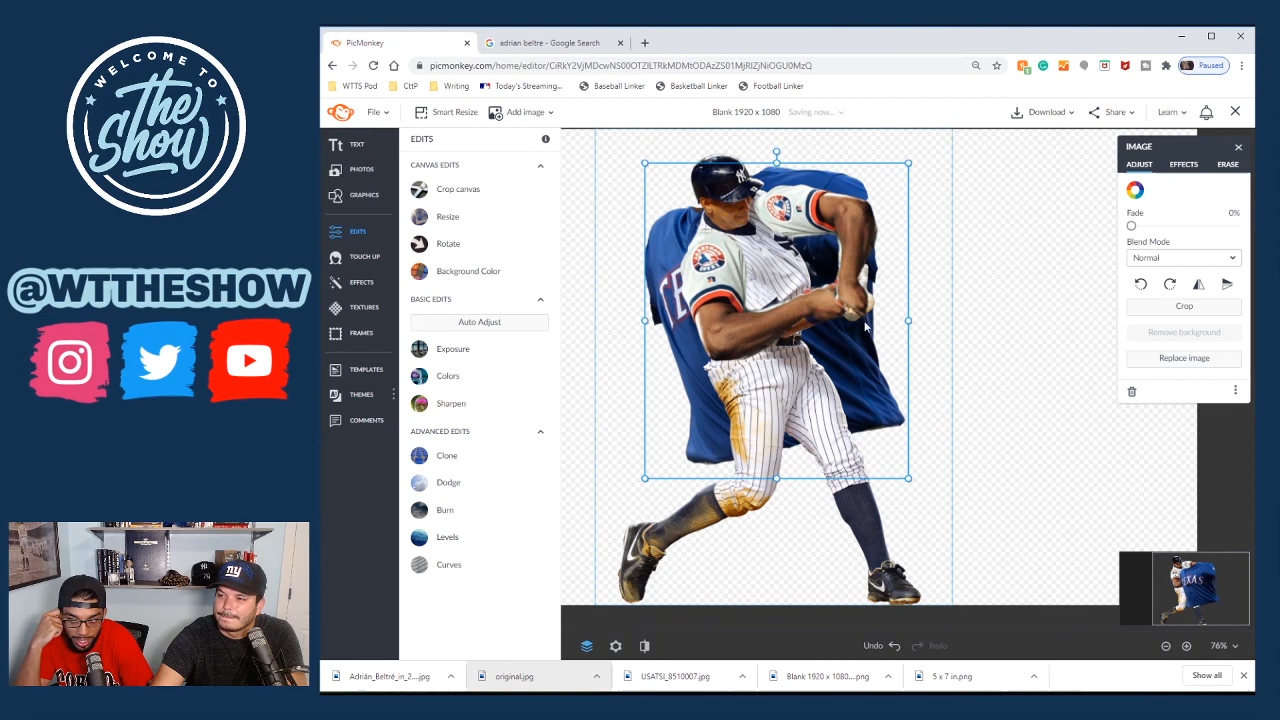 WELCOME TO
the Show
@WTTHESHOW
PicMonkey
adrian beltre - Google Search
picmonkey.com/home/editor/CiRkY2VjMDcwNS00OTZlLTRkMDMtODAzZS01MjRlZjNiOGU0MzQ
Paused
WTTS Pod
CttP
Writing
Today's Streaming...
Baseball Linker
Basketball Linker
Football Linker
File
Smart Resize
Add image
Blank 1920 x 1080
Saving now...
Download
Share
Learn
Tt TEXT
PHOTOS
GRAPHICS
EDITS
TOUCH UP
EFFECTS
TEXTURES
FRAMES
TEMPLATES
THEMES
COMMENTS
EDITS
CANVAS EDITS
Crop canvas
Resize
Rotate
Background Color
BASIC EDITS
Auto Adjust
Exposure
Colors
Sharpen
ADVANCED EDITS
Clone
Dodge
Burn
Levels
Curves
IMAGE
ADJUST
EFFECTS
ERASE
Fade
0%
Blend Mode
Normal
Crop
Remove background
Replace image
XAS
ny
Undo
Redo
76%
Adrián_Beltré_in_2....jpg
original.jpg
USATSI_8510007.jpg
Blank 1920 x 1080....png
5 x 7 in.png
Show all